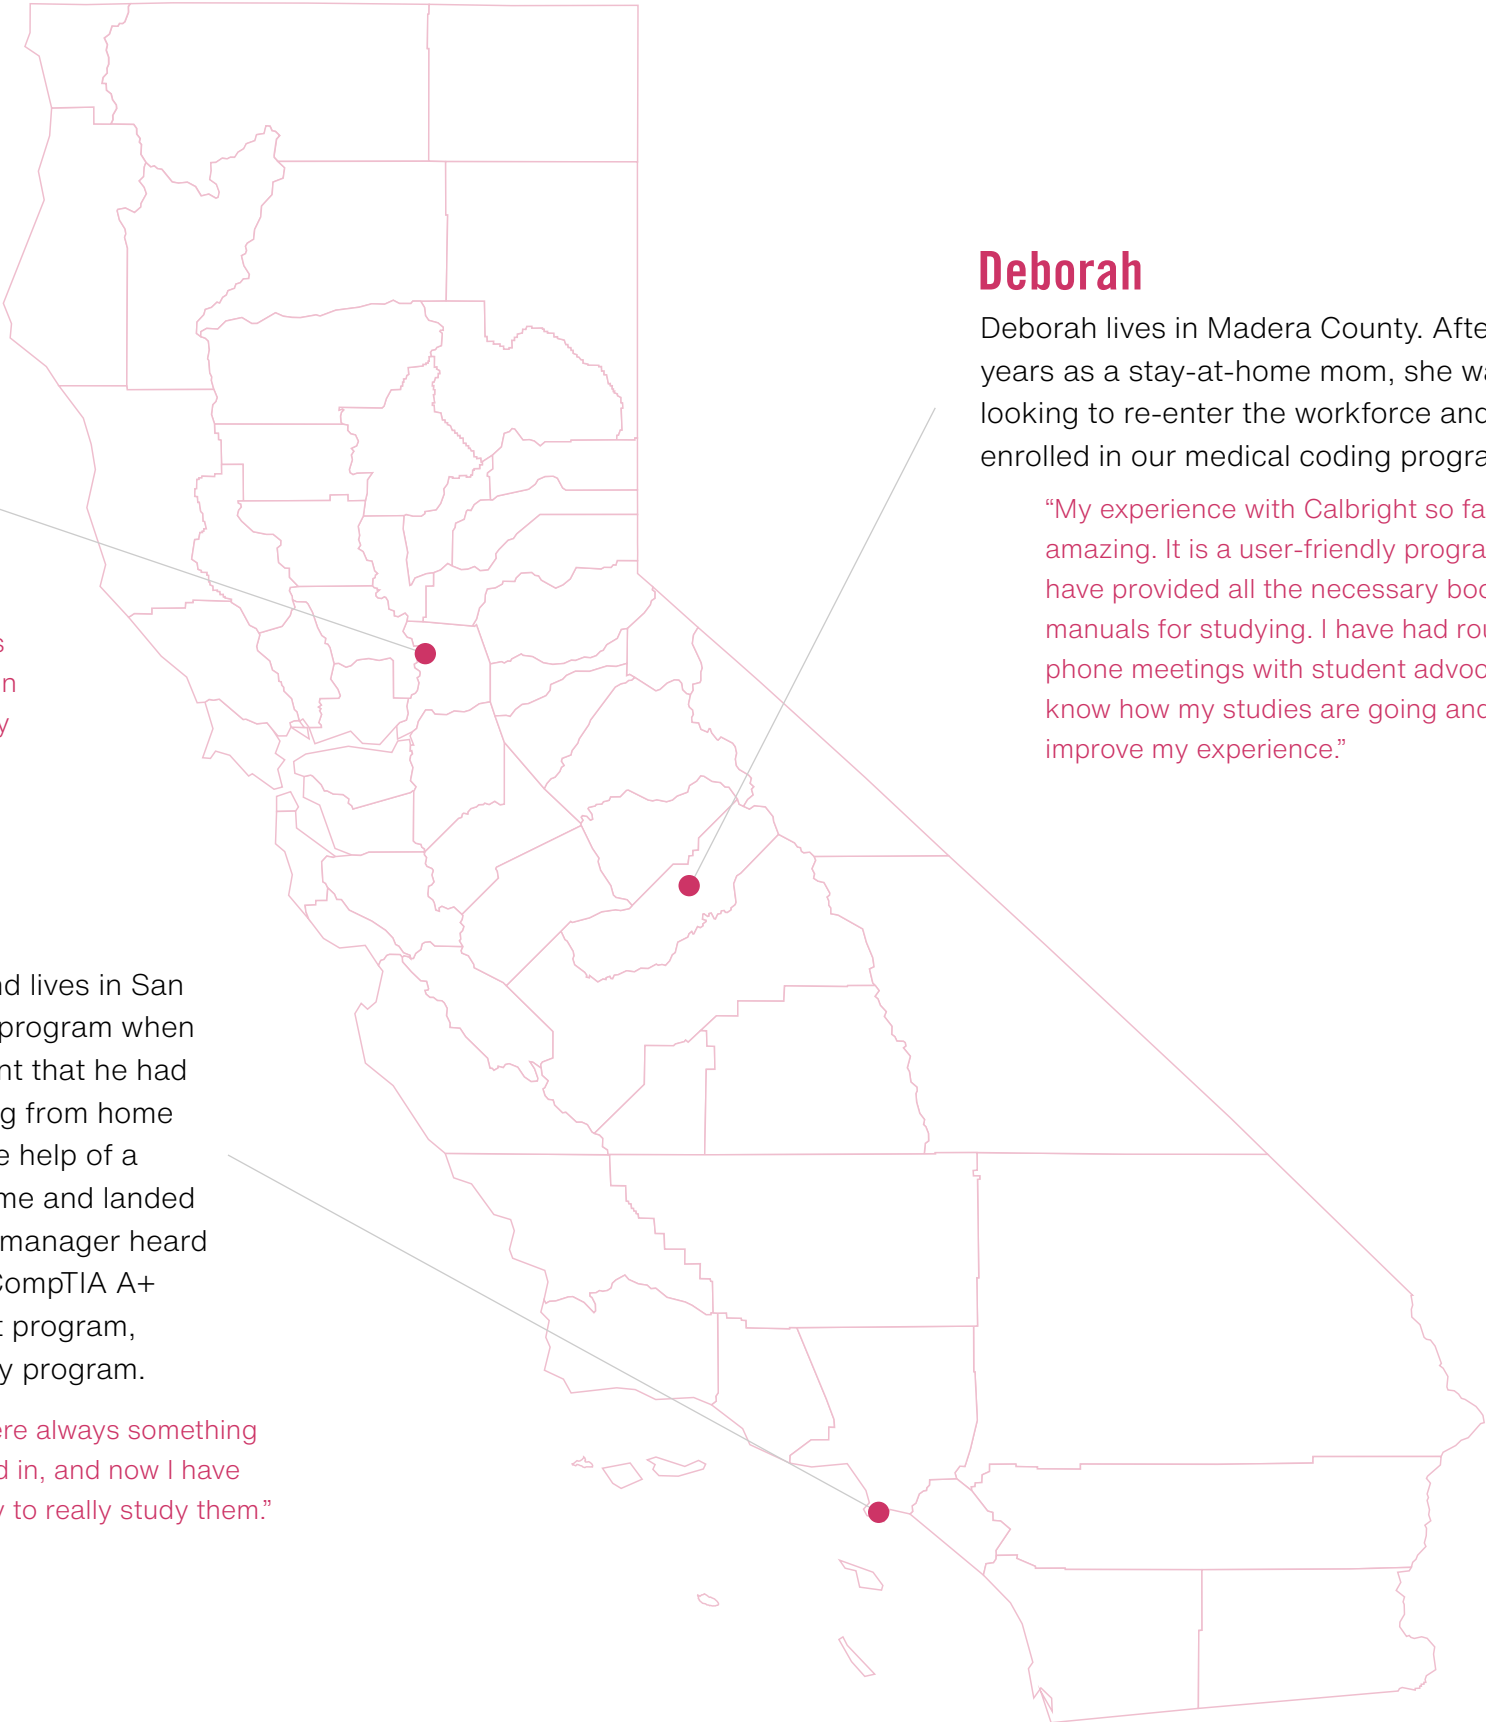 Deborah
Deborah lives in Madera County. Afte
years as a stay-at-home mom, she wa
looking to re-enter the workforce and
enrolled in our medical coding progra
“My experience with Calbright so fa
amazing. It is a user-friendly progra
have provided all the necessary boo
manuals for studying. I have had rou
phone meetings with student advoc
know how my studies are going and
improve my experience.”
s
n
y
nd lives in San
program when
nt that he had
g from home
e help of a
me and landed
manager heard
CompTIA A+
t program,
y program.
ere always something
d in, and now I have
y to really study them.”